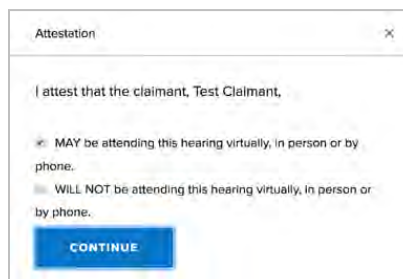 Attestation
I attest that the claimant, Test Claimant,
MAY be attending this hearing virtually, in person or by
phone.
WILL NOT be attending this hearing virtually, in person or
by phone.
CONTINUE